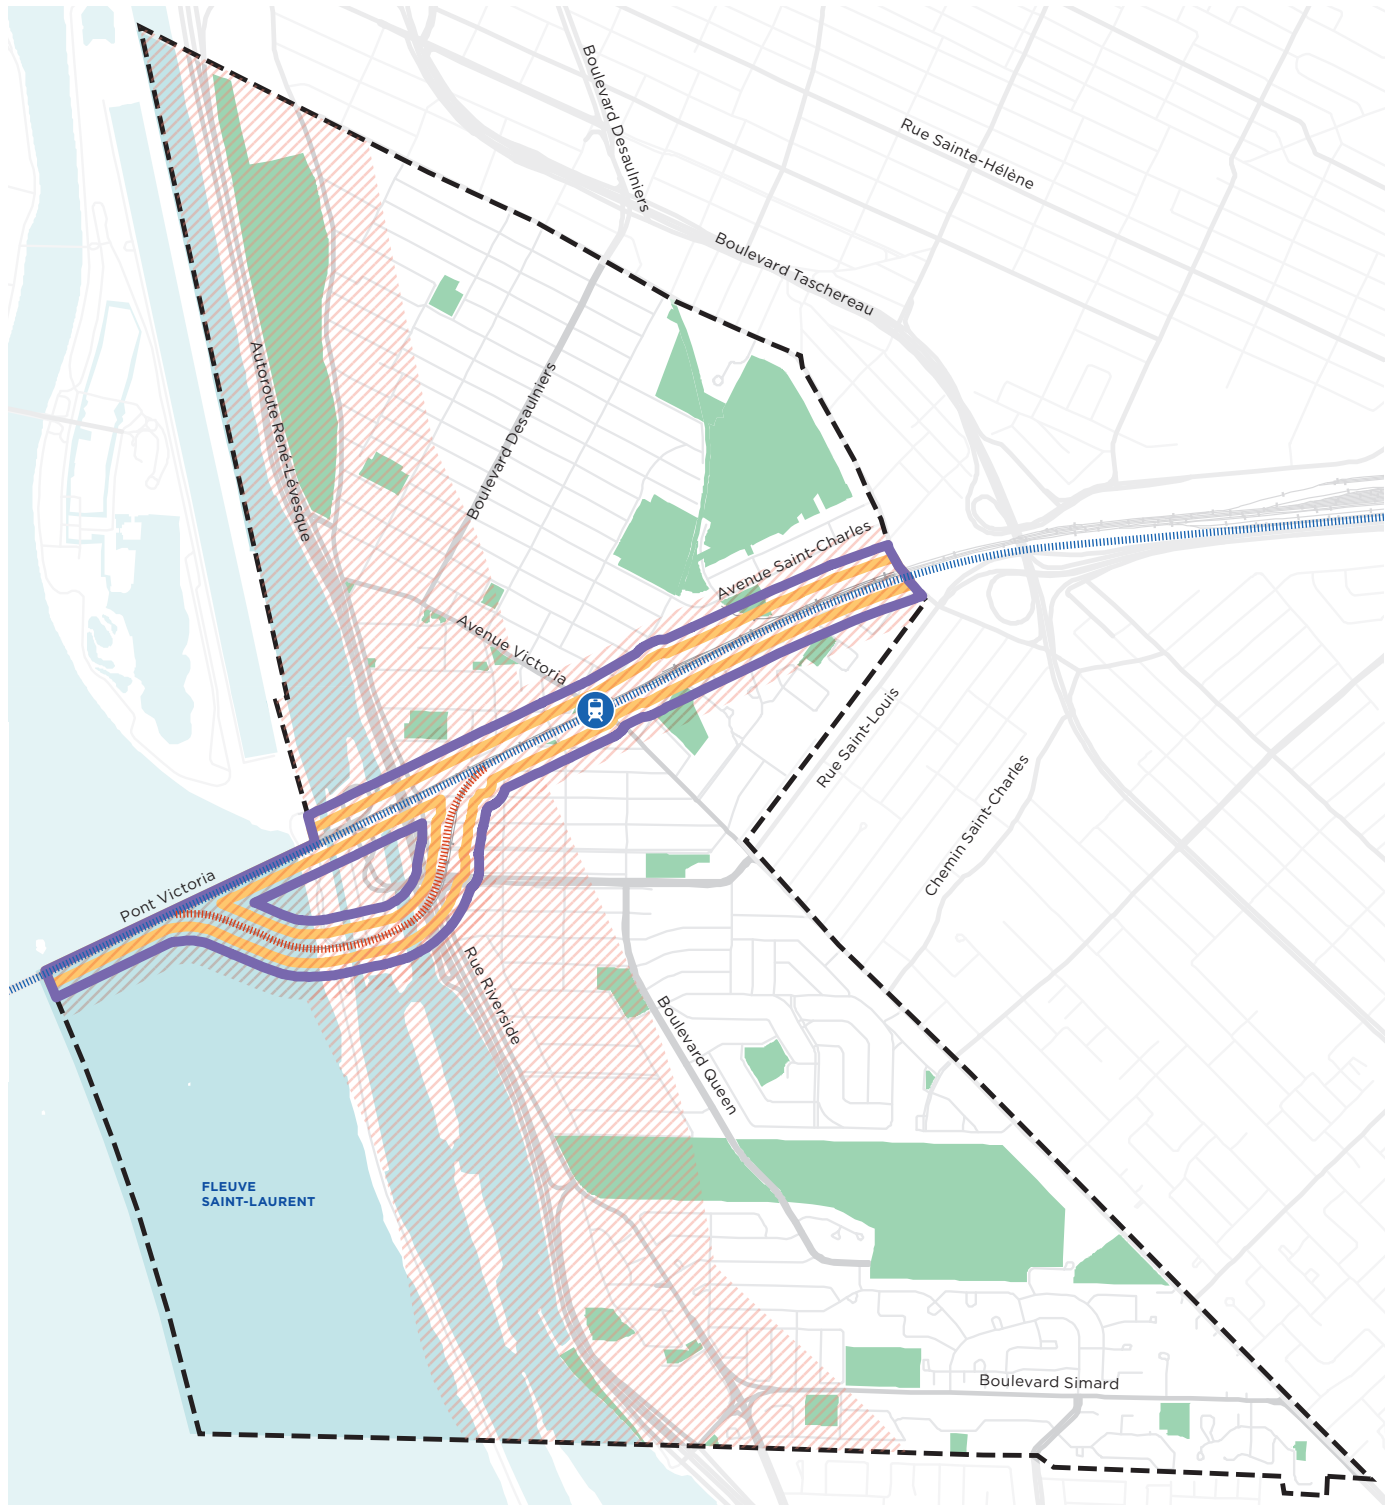 Boulevard Desaulniers
Rue Sainte-Hélène
Boulevard Taschereau
Autoroute René-Lévesque
Boulevard Desaulniers
Avenue Saint-Charles
Avenue Victoria
Rue Saint-Louis
Chemin Saint-Charles
Pont Victoria
Rue Riverside
Boulevard Queen
FLEUVE
SAINT-LAURENT
Boulevard Simard